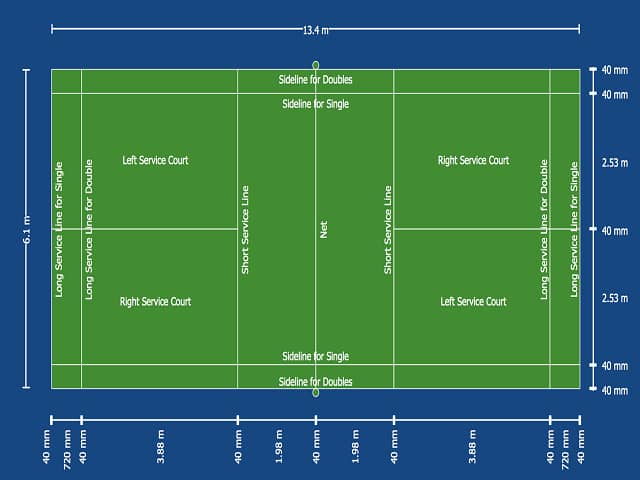 13.4 m
40 mm
Sideline for Doubles
40 mm
Sideline for Single
Left Service Court
Right Service Court
2.53 m
Long Service Line for Single
Long Service Line for Double
Short Service Line
Net
Short Service Line
Long Service Line for Double
Long Service Line for Single
6.1 m
40 mm
Right Service Court
Left Service Court
2.53 m
Sideline for Single
40 mm
Sideline for Doubles
40 mm
40 mm
720 mm
40 mm
3.88 m
40 mm
1.98 m
40 mm
1.98 m
40 mm
3.88 m
40 mm
720 mm
40 mm